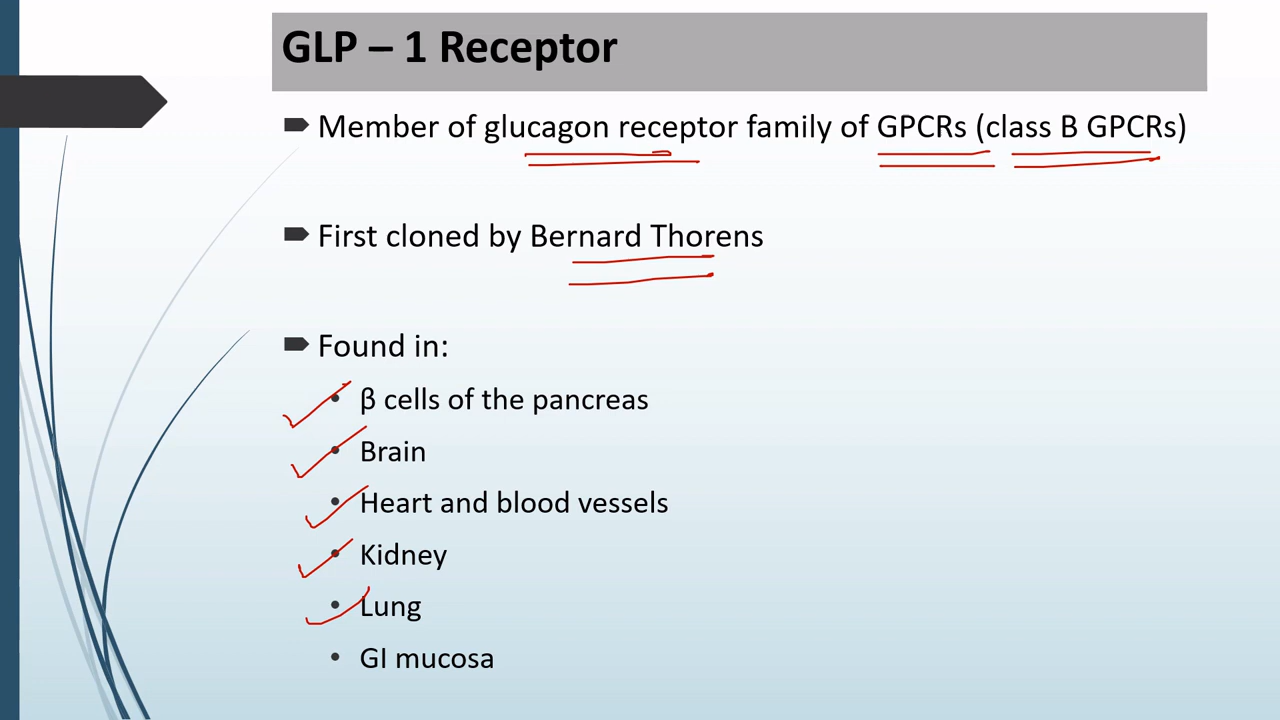 GLP – 1 Receptor
Member of glucagon receptor family of GPCRs (class B GPCRs)
First cloned by Bernard Thorens
Found in:
• β cells of the pancreas
• Brain
• Heart and blood vessels
• Kidney
• Lung
• GI mucosa